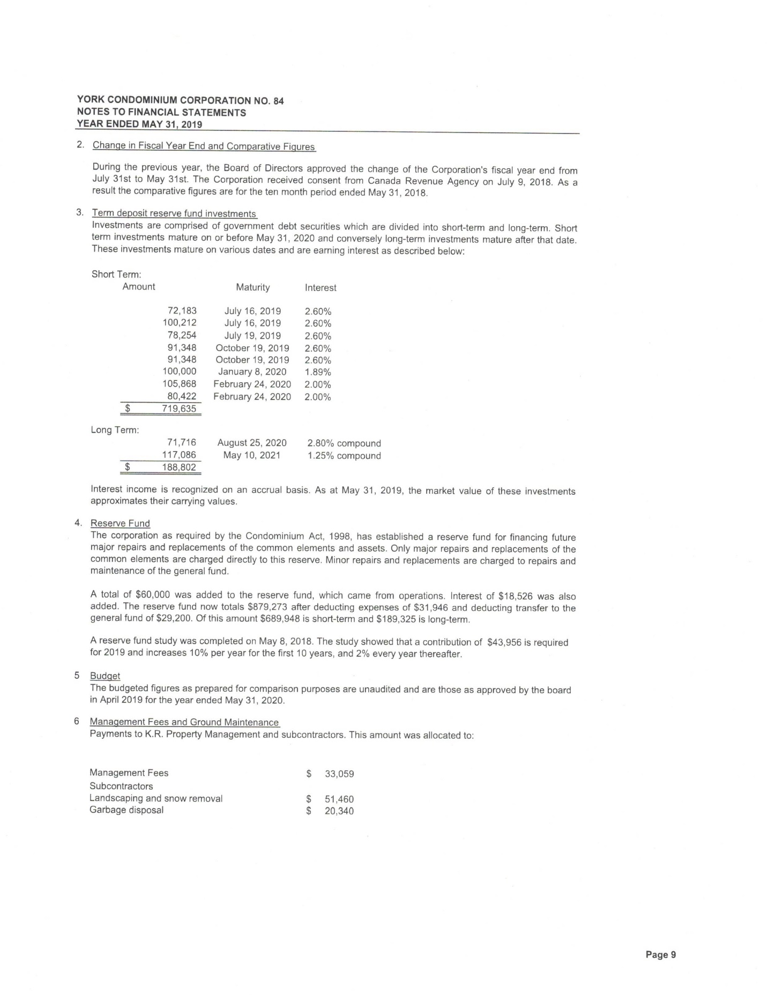 YORK CONDOMINIUM CORPORATION NO. 84
NOTES TO FINANCIAL STATEMENTS
YEAR ENDED MAY 31, 2019
2. Change in Fiscal Year End and Comparative Figures
During the previous year, the Board of Directors approved the change of the Corporation's fiscal year end from
July 31st to May 31st. The Corporation received consent from Canada Revenue Agency on July 9, 2018. As a
result the comparative figures are for the ten month period ended May 31, 2018.
3. Term deposit reserve fund investments
Investments are comprised of government debt securities which are divided into short-term and long-term. Short
term investments mature on or before May 31, 2020 and conversely long-term investments mature after that date.
These investments mature on various dates and are earning interest as described below:
Short Term:
Amount Maturity Interest
72,183 July 16, 2019 2.60%
100,212 July 16, 2019 2.60%
78,254 July 19, 2019 2.60%
91,348 October 19, 2019 2.60%
91,348 October 19, 2019 2.60%
100,000 January 8, 2020 1.89%
105,868 February 24, 2020 2.00%
80,422 February 24, 2020 2.00%
$ 719,635
Long Term:
71,716 August 25, 2020 2.80% compound
117,086 May 10, 2021 1.25% compound
$ 188,802
Interest income is recognized on an accrual basis. As at May 31, 2019, the market value of these investments
approximates their carrying values.
4. Reserve Fund
The corporation as required by the Condominium Act, 1998, has established a reserve fund for financing future
major repairs and replacements of the common elements and assets. Only major repairs and replacements of the
common elements are charged directly to this reserve. Minor repairs and replacements are charged to repairs and
maintenance of the general fund.
A total of $60,000 was added to the reserve fund, which came from operations. Interest of $18,526 was also
added. The reserve fund now totals $879,273 after deducting expenses of $31,946 and deducting transfer to the
general fund of $29,200. Of this amount $689,948 is short-term and $189,325 is long-term.
A reserve fund study was completed on May 8, 2018. The study showed that a contribution of $43,956 is required
for 2019 and increases 10% per year for the first 10 years, and 2% every year thereafter.
5 Budget
The budgeted figures as prepared for comparison purposes are unaudited and are those as approved by the board
in April 2019 for the year ended May 31, 2020.
6 Management Fees and Ground Maintenance
Payments to K.R. Property Management and subcontractors. This amount was allocated to:
Management Fees $ 33,059
Subcontractors
Landscaping and snow removal $ 51,460
Garbage disposal $ 20,340
Page 9